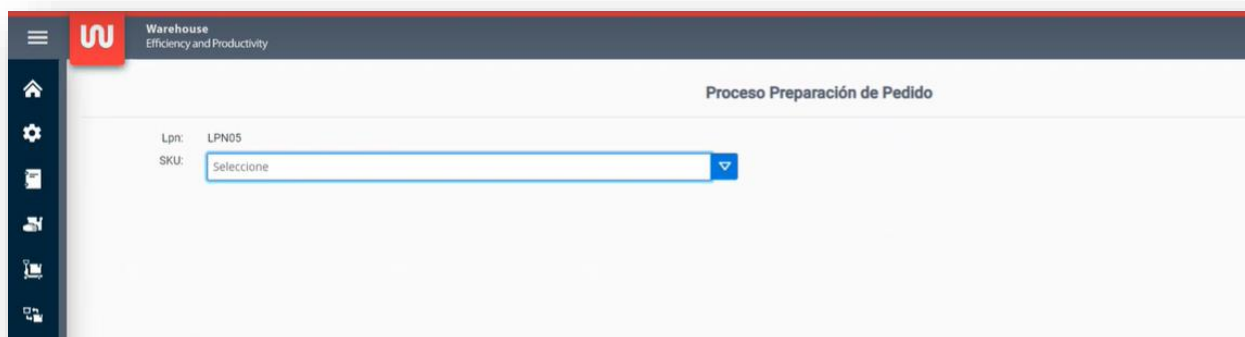 Warehouse
Efficiency and Productivity
Proceso Preparación de Pedido
Lpn: LPN05
SKU: Seleccione